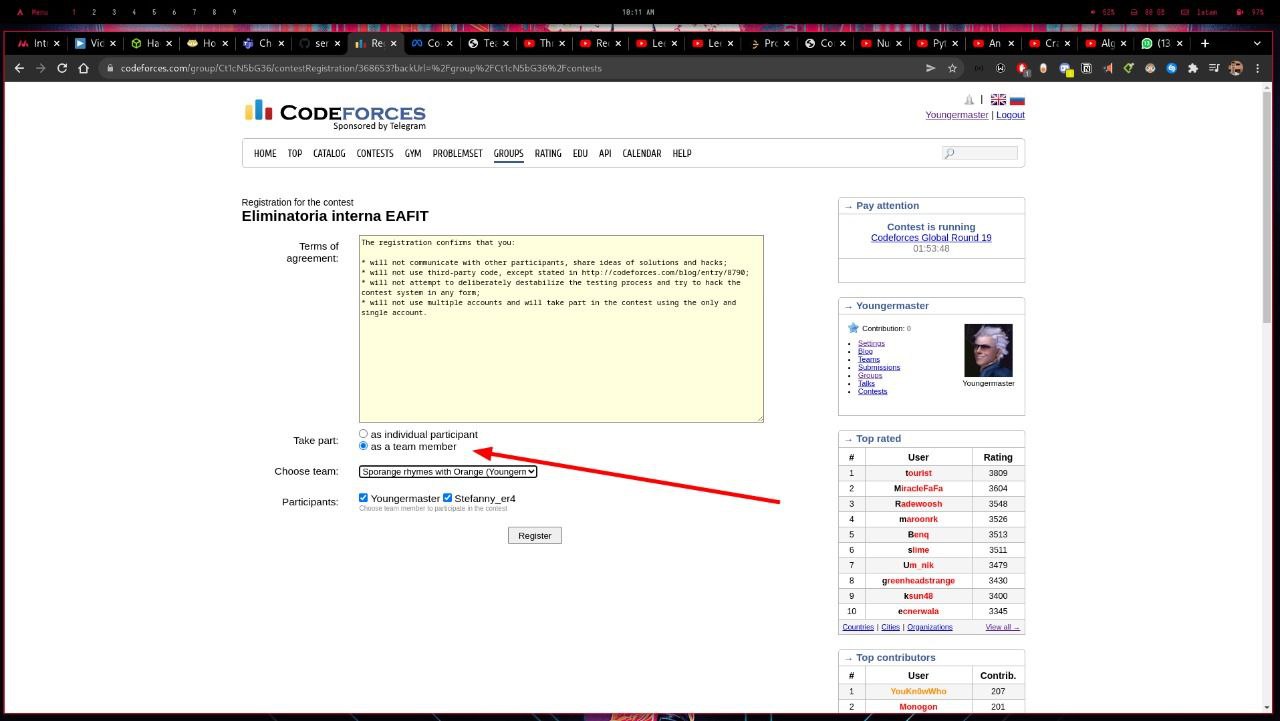 Menu 1 2 3 4 5 6 7 8 9 10:11 AM 62% 88 GB latam 97%
Int Vic Ha Ho Ch ser Re Co Tea Thr Rec Lec Lec Pro Co Nu Pyt An Cra Alg (13
codeforces.com/group/Ct1cN5bG36/contestRegistration/368653?backUrl=%2Fgroup%2FCt1cN5bG36%2Fcontests
CODEFORCES
Sponsored by Telegram
Youngermaster | Logout
HOME TOP CATALOG CONTESTS GYM PROBLEMSET GROUPS RATING EDU API CALENDAR HELP
Registration for the contest
Eliminatoria interna EAFIT
Terms of
agreement:
The registration confirms that you:
* will not communicate with other participants, share ideas of solutions and hacks;
* will not use third-party code, except stated in http://codeforces.com/blog/entry/8790;
* will not attempt to deliberately destabilize the testing process and try to hack the
contest system in any form;
* will not use multiple accounts and will take part in the contest using the only and
single account.
Take part:
as individual participant
as a team member
Choose team:
Sporange rhymes with Orange (Youngerm
Participants:
Youngermaster Stefanny_er4
Choose team member to participate in the contest
Register
→ Pay attention
Contest is running
Codeforces Global Round 19
01:53:48
→ Youngermaster
Contribution: 0
Settings
Blog
Teams
Submissions
Groups
Talks
Contests
Youngermaster
→ Top rated
# User Rating
1 tourist 3809
2 MiracleFaFa 3604
3 Radewoosh 3548
4 maroonrk 3526
5 Benq 3513
6 slime 3511
7 Um_nik 3479
8 greenheadstrange 3430
9 ksun48 3400
10 ecnerwala 3345
Countries | Cities | Organizations View all →
→ Top contributors
# User Contrib.
1 YouKn0wWho 207
2 Monogon 201